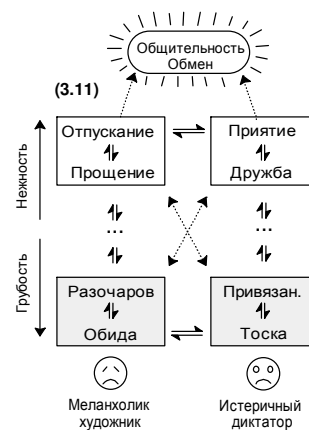 Общительность
Обмен
(3.11)
Отпускание
Прощение
Приятие
Дружба
Нежность
...
...
Грубость
Разочаров
Обида
Привязан.
Тоска
Меланхолик
художник
Истеричный
диктатор